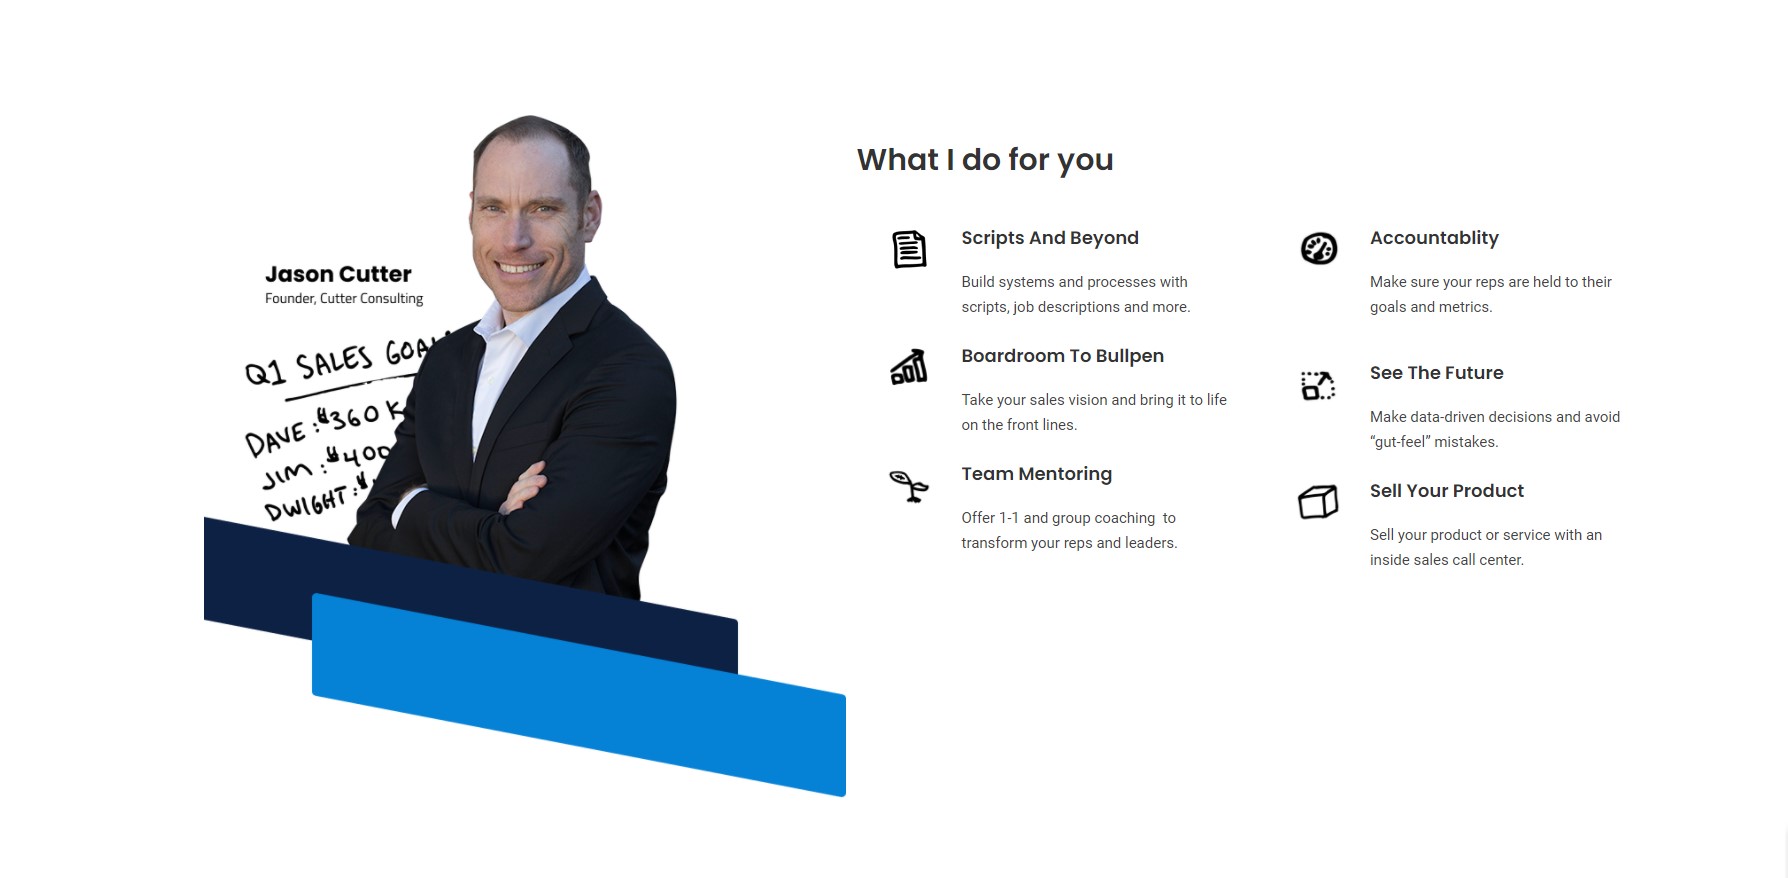 Jason Cutter
Founder, Cutter Consulting
Q1 SALES GOA
DAVE: $360K
JIM: $400
DWIGHT: $
What I do for you
Scripts And Beyond
Build systems and processes with
scripts, job descriptions and more.
Boardroom To Bullpen
Take your sales vision and bring it to life
on the front lines.
Team Mentoring
Offer 1-1 and group coaching  to
transform your reps and leaders.
Accountablity
Make sure your reps are held to their
goals and metrics.
See The Future
Make data-driven decisions and avoid
“gut-feel” mistakes.
Sell Your Product
Sell your product or service with an
inside sales call center.